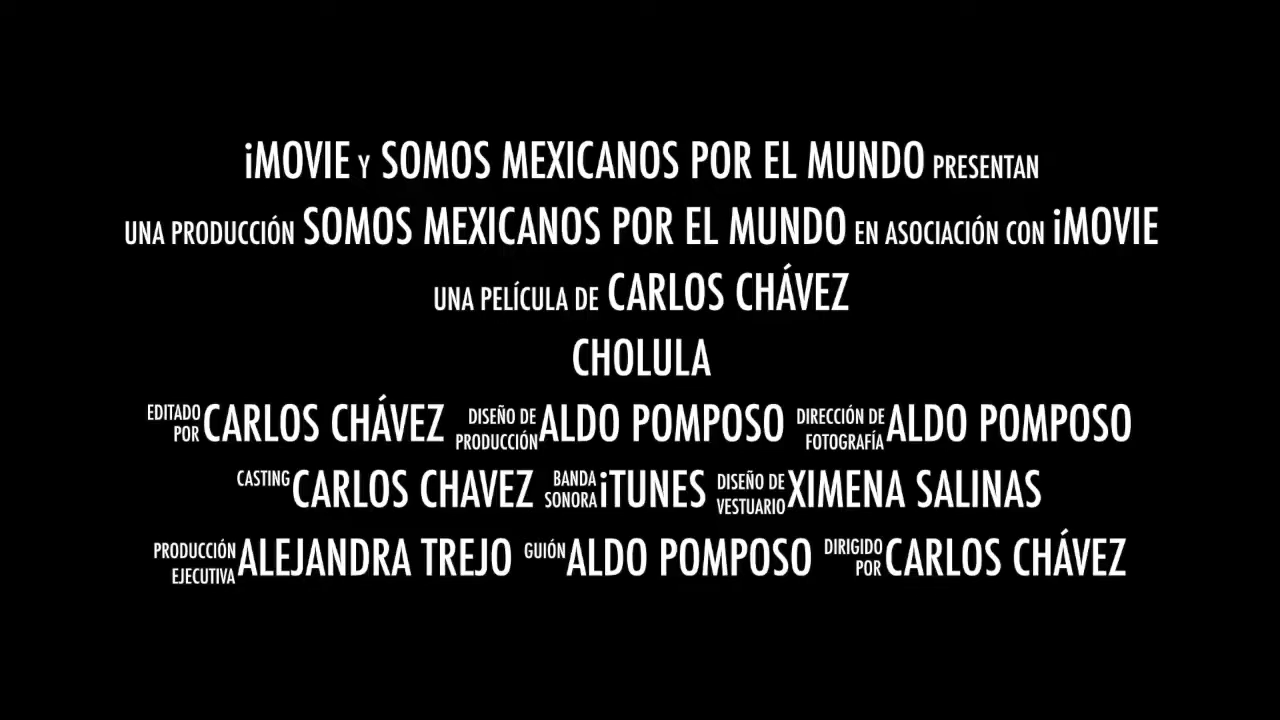 iMOVIE Y SOMOS MEXICANOS POR EL MUNDO PRESENTAN
UNA PRODUCCIÓN SOMOS MEXICANOS POR EL MUNDO EN ASOCIACIÓN CON iMOVIE
UNA PELÍCULA DE CARLOS CHÁVEZ
CHOLULA
EDITADO POR CARLOS CHÁVEZ DISEÑO DE PRODUCCIÓN ALDO POMPOSO DIRECCIÓN DE FOTOGRAFÍA ALDO POMPOSO
CASTING CARLOS CHAVEZ BANDA SONORA iTUNES DISEÑO DE VESTUARIO XIMENA SALINAS
PRODUCCIÓN EJECUTIVA ALEJANDRA TREJO GUIÓN ALDO POMPOSO DIRIGIDO POR CARLOS CHÁVEZ